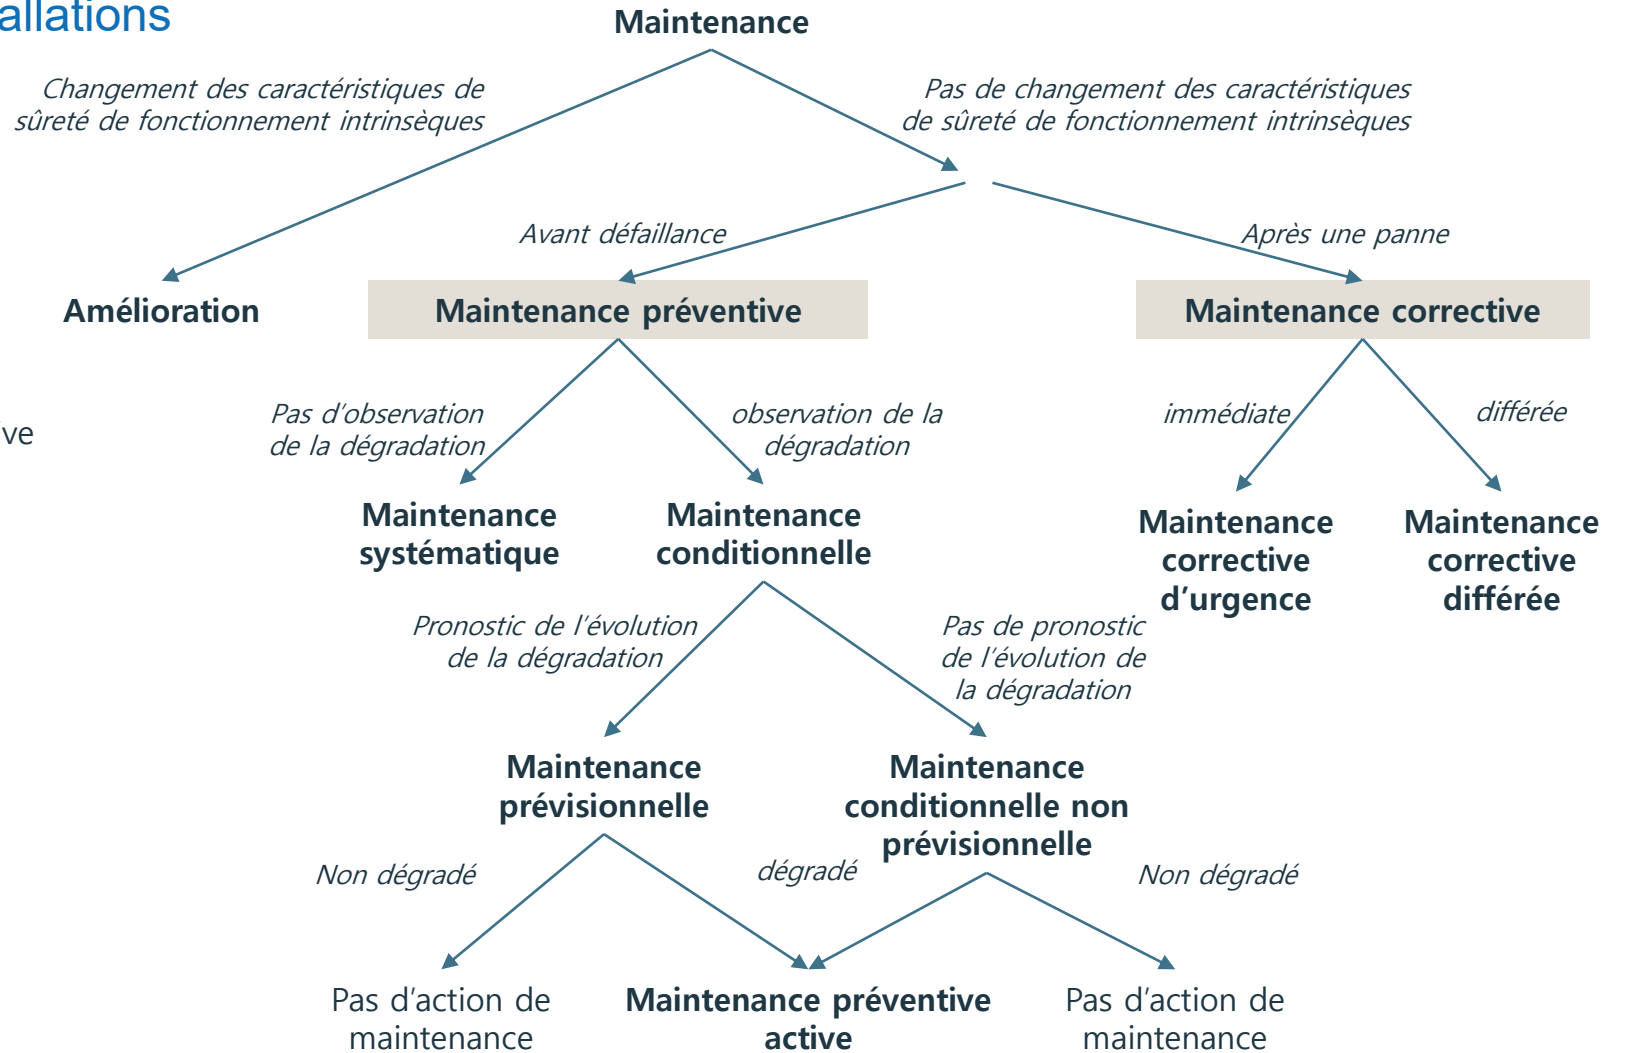 allations
Maintenance
Changement des caractéristiques de
sûreté de fonctionnement intrinsèques
Pas de changement des caractéristiques
de sûreté de fonctionnement intrinsèques
Avant défaillance
Après une panne
Amélioration
Maintenance préventive
Maintenance corrective
Pas d’observation
de la dégradation
observation de la
dégradation
immédiate
différée
ve
Maintenance
systématique
Maintenance
conditionnelle
Maintenance
corrective
d’urgence
Maintenance
corrective
différée
Pronostic de l’évolution
de la dégradation
Pas de pronostic
de l’évolution de
la dégradation
Maintenance
prévisionnelle
Maintenance
conditionnelle non
prévisionnelle
Non dégradé
dégradé
Non dégradé
Pas d’action de
maintenance
Maintenance préventive
active
Pas d’action de
maintenance